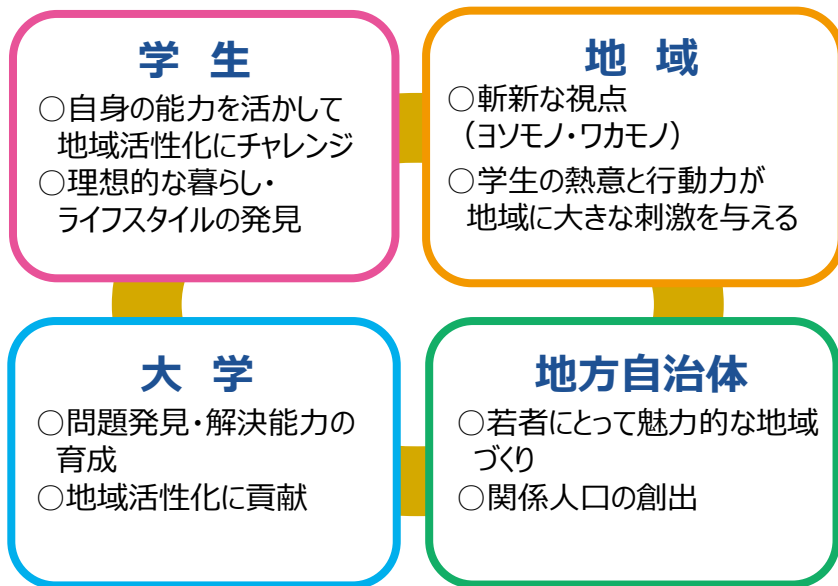 学 生
○自身の能力を活かして
地域活性化にチャレンジ
○理想的な暮らし・
ライフスタイルの発見
地 域
○斬新な視点
（ヨソモノ・ワカモノ）
○学生の熱意と行動力が
地域に大きな刺激を与える
大 学
○問題発見・解決能力の
育成
○地域活性化に貢献
地方自治体
○若者にとって魅力的な地域
づくり
○関係人口の創出